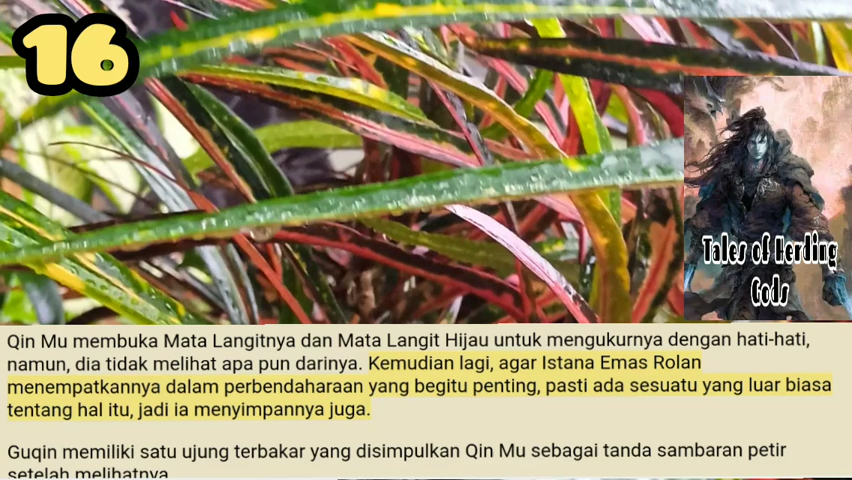 16
Tales of Herding
Gods
Qin Mu membuka Mata Langitnya dan Mata Langit Hijau untuk mengukurnya dengan hati-hati,
namun, dia tidak melihat apa pun darinya. Kemudian lagi, agar Istana Emas Rolan
menempatkannya dalam perbendaharaan yang begitu penting, pasti ada sesuatu yang luar biasa
tentang hal itu, jadi ia menyimpannya juga.
Guqin memiliki satu ujung terbakar yang disimpulkan Qin Mu sebagai tanda sambaran petir
setelah melihatnya